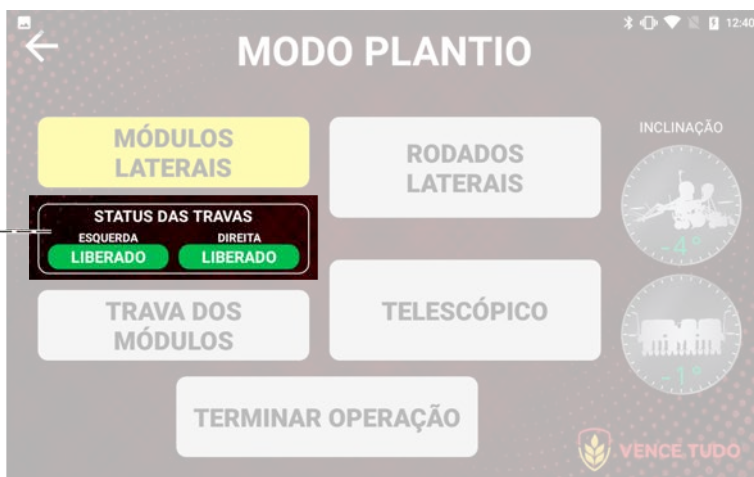 12:40
MODO PLANTIO
MÓDULOS
LATERAIS
RODADOS
LATERAIS
INCLINAÇÃO
-4°
STATUS DAS TRAVAS
ESQUERDA DIREITA
LIBERADO LIBERADO
TRAVA DOS
MÓDULOS
TELESCÓPICO
-1°
TERMINAR OPERAÇÃO
VENCE TUDO